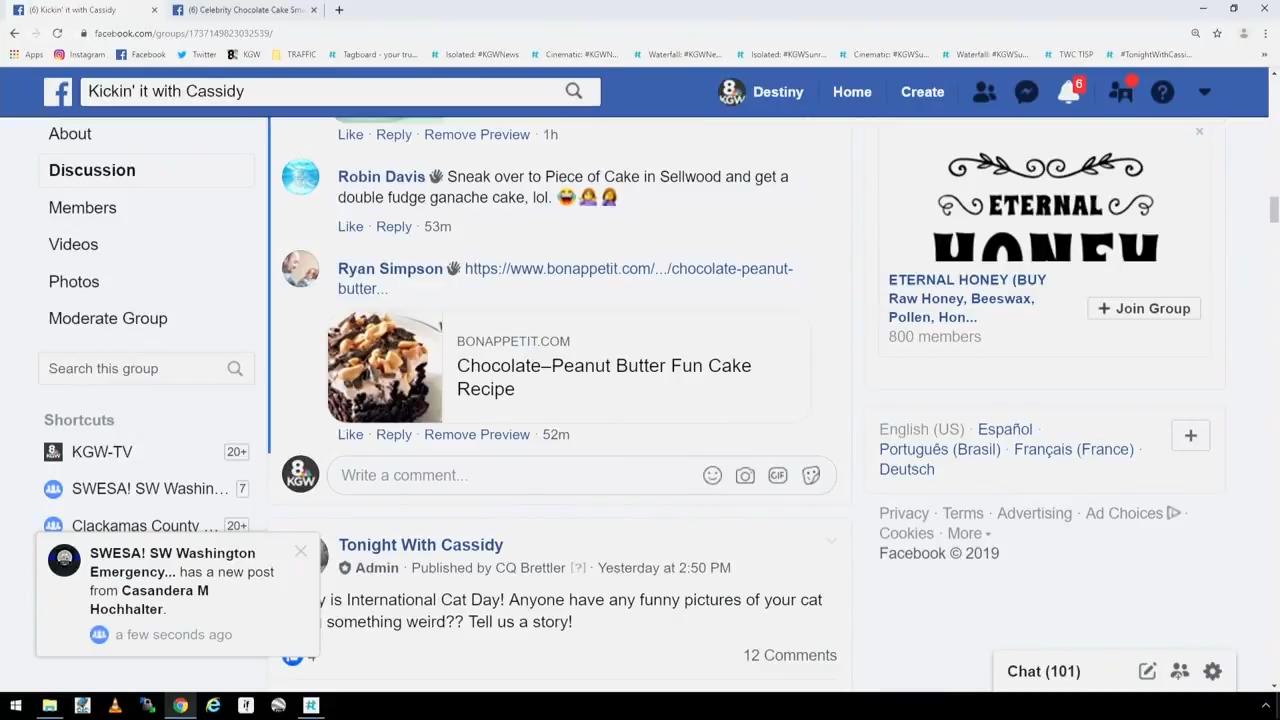 (6) Kickin' it with Cassidy
(6) Celebrity Chocolate Cake Sma
facebook.com/groups/1737149823032539/
Apps
Instagram
Facebook
Twitter
KGW
TRAFFIC
Tagboard - your tru...
Isolated: #KGWNews
Cinematic: #KGWN...
Waterfall: #KGWNe...
Isolated: #KGWSunr...
Cinematic: #KGWSu...
Waterfall: #KGWSu...
TWC TISP
#TonightWithCassi...
Kickin' it with Cassidy
Destiny
Home
Create
6
About
Discussion
Members
Videos
Photos
Moderate Group
Search this group
Shortcuts
KGW-TV 20+
SWESA! SW Washin... 7
Clackamas County ... 20+
SWESA! SW Washington
Emergency... has a new post
from Casandera M
Hochhalter.
a few seconds ago
Like · Reply · Remove Preview · 1h
Robin Davis Sneak over to Piece of Cake in Sellwood and get a
double fudge ganache cake, lol.
Like · Reply · 53m
Ryan Simpson https://www.bonappetit.com/.../chocolate-peanut-
butter...
BONAPPETIT.COM
Chocolate–Peanut Butter Fun Cake
Recipe
Like · Reply · Remove Preview · 52m
8 KGW
Write a comment...
GIF
Tonight With Cassidy
Admin · Published by CQ Brettler [?] · Yesterday at 2:50 PM
y is International Cat Day! Anyone have any funny pictures of your cat
something weird?? Tell us a story!
4
12 Comments
ETERNAL
HONEY
ETERNAL HONEY (BUY
Raw Honey, Beeswax,
Pollen, Hon...
800 members
+ Join Group
English (US) · Español ·
Português (Brasil) · Français (France) ·
Deutsch
Privacy · Terms · Advertising · Ad Choices ·
Cookies · More
Facebook © 2019
Chat (101)